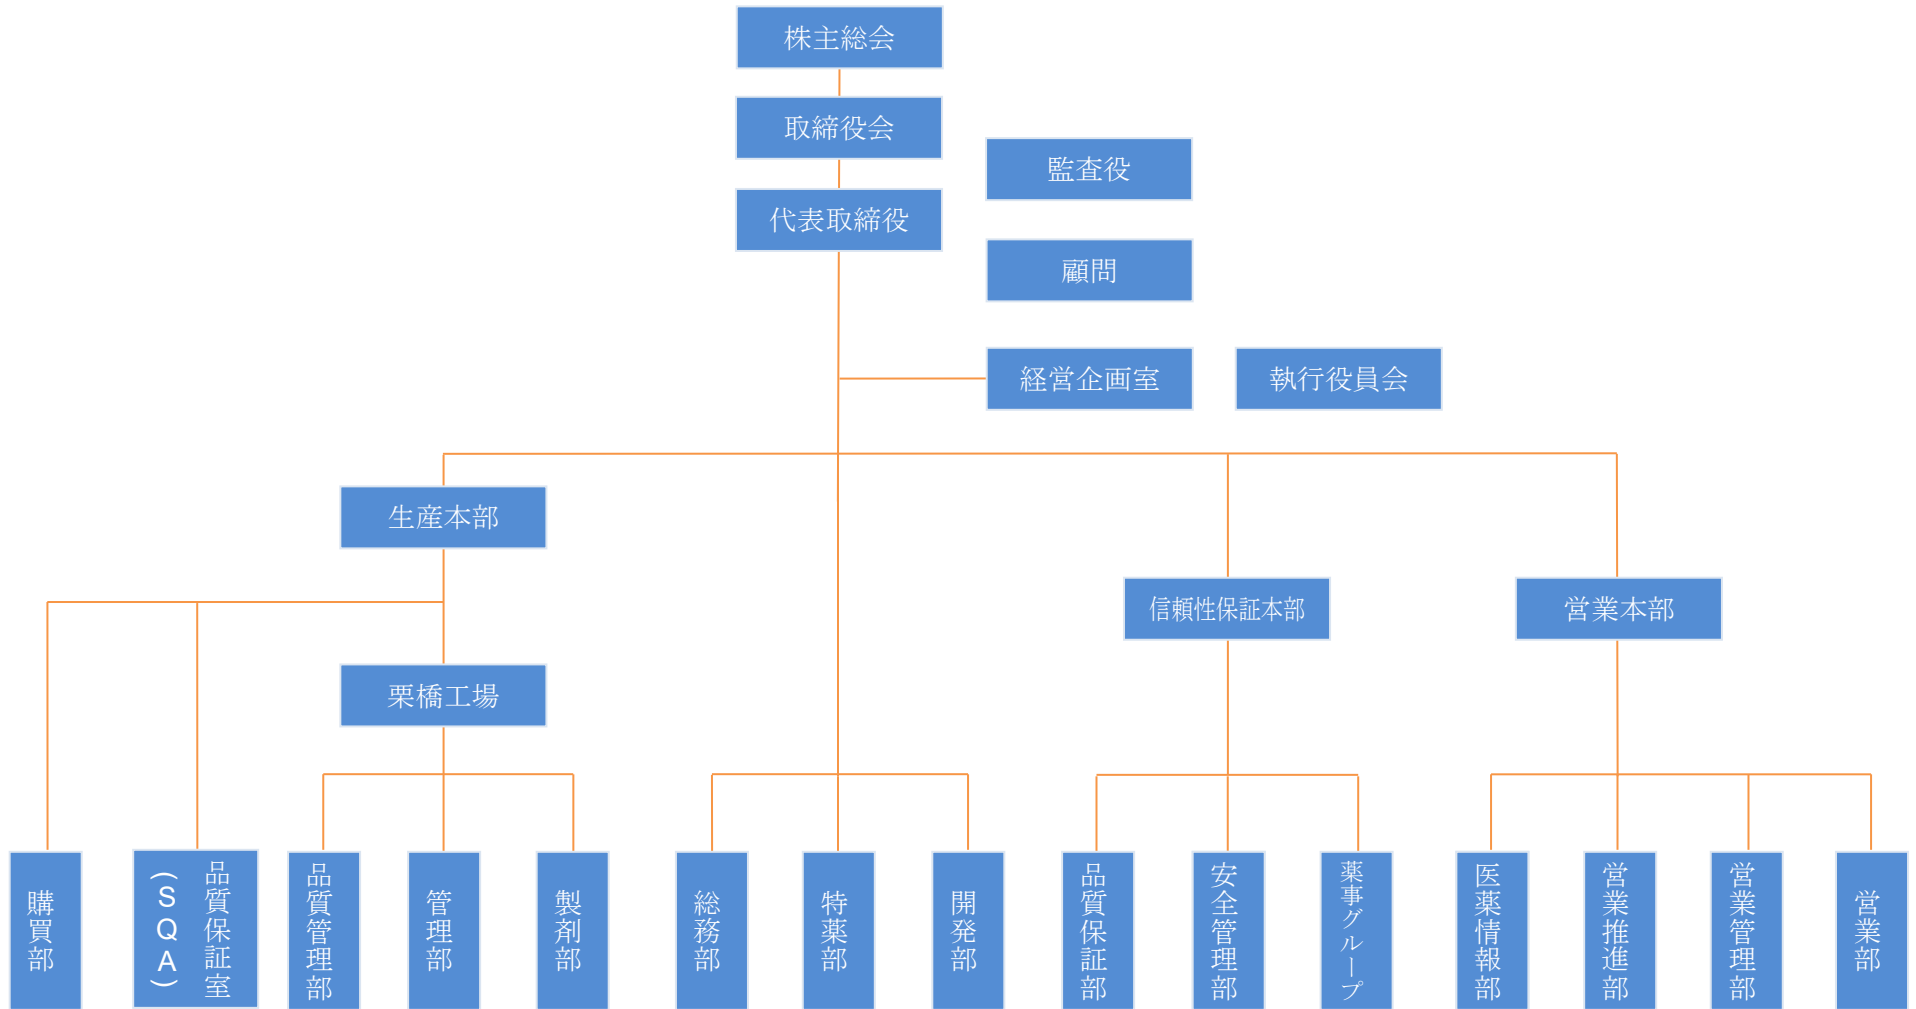 株主総会
取締役会
監査役
代表取締役
顧問
経営企画室
執行役員会
生産本部
信頼性保証本部
営業本部
栗橋工場
購買部
品質保証室
(SQA)
品質管理部
管理部
製剤部
総務部
特薬部
開発部
品質保証部
安全管理部
薬事グループ
医薬情報部
営業推進部
営業管理部
営業部